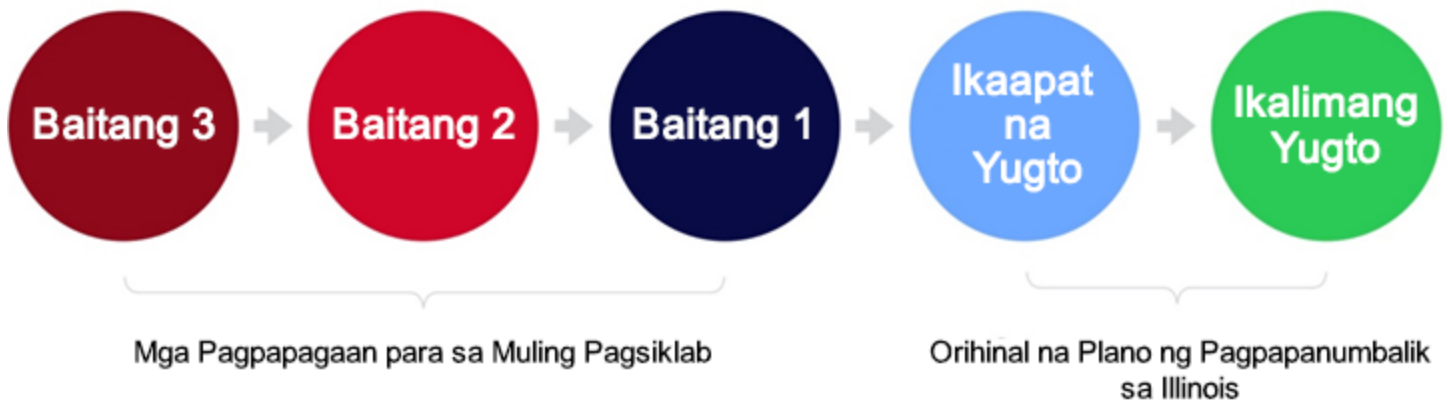 Baitang 3
Baitang 2
Baitang 1
Ikaapat
na
Yugto
Ikalimang
Yugto
Mga Pagpapagaan para sa Muling Pagsiklab
Orihinal na Plano ng Pagpapanumbalik
sa Illinois